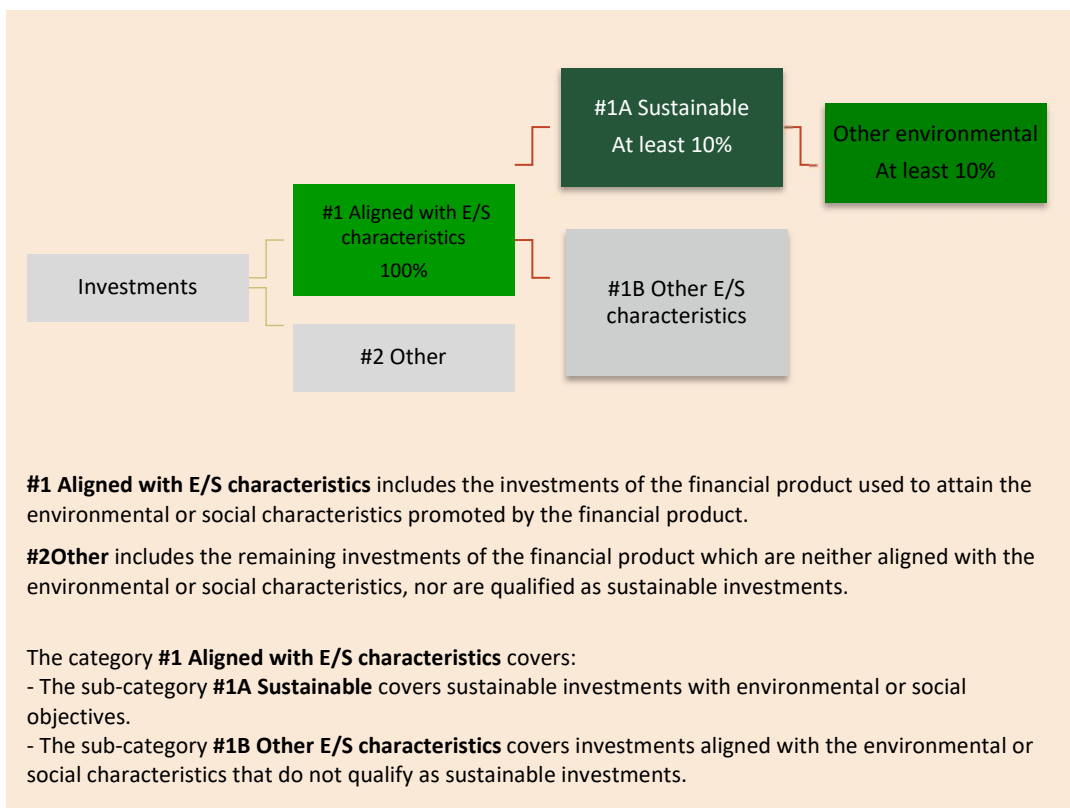 #1A Sustainable
At least 10%
Other environmental
At least 10%
#1 Aligned with E/S
characteristics
100%
Investments
#1B Other E/S
characteristics
#2 Other
#1 Aligned with E/S characteristics includes the investments of the financial product used to attain the
environmental or social characteristics promoted by the financial product.
#2Other includes the remaining investments of the financial product which are neither aligned with the
environmental or social characteristics, nor are qualified as sustainable investments.
The category #1 Aligned with E/S characteristics covers:
- The sub-category #1A Sustainable covers sustainable investments with environmental or social
objectives.
- The sub-category #1B Other E/S characteristics covers investments aligned with the environmental or
social characteristics that do not qualify as sustainable investments.